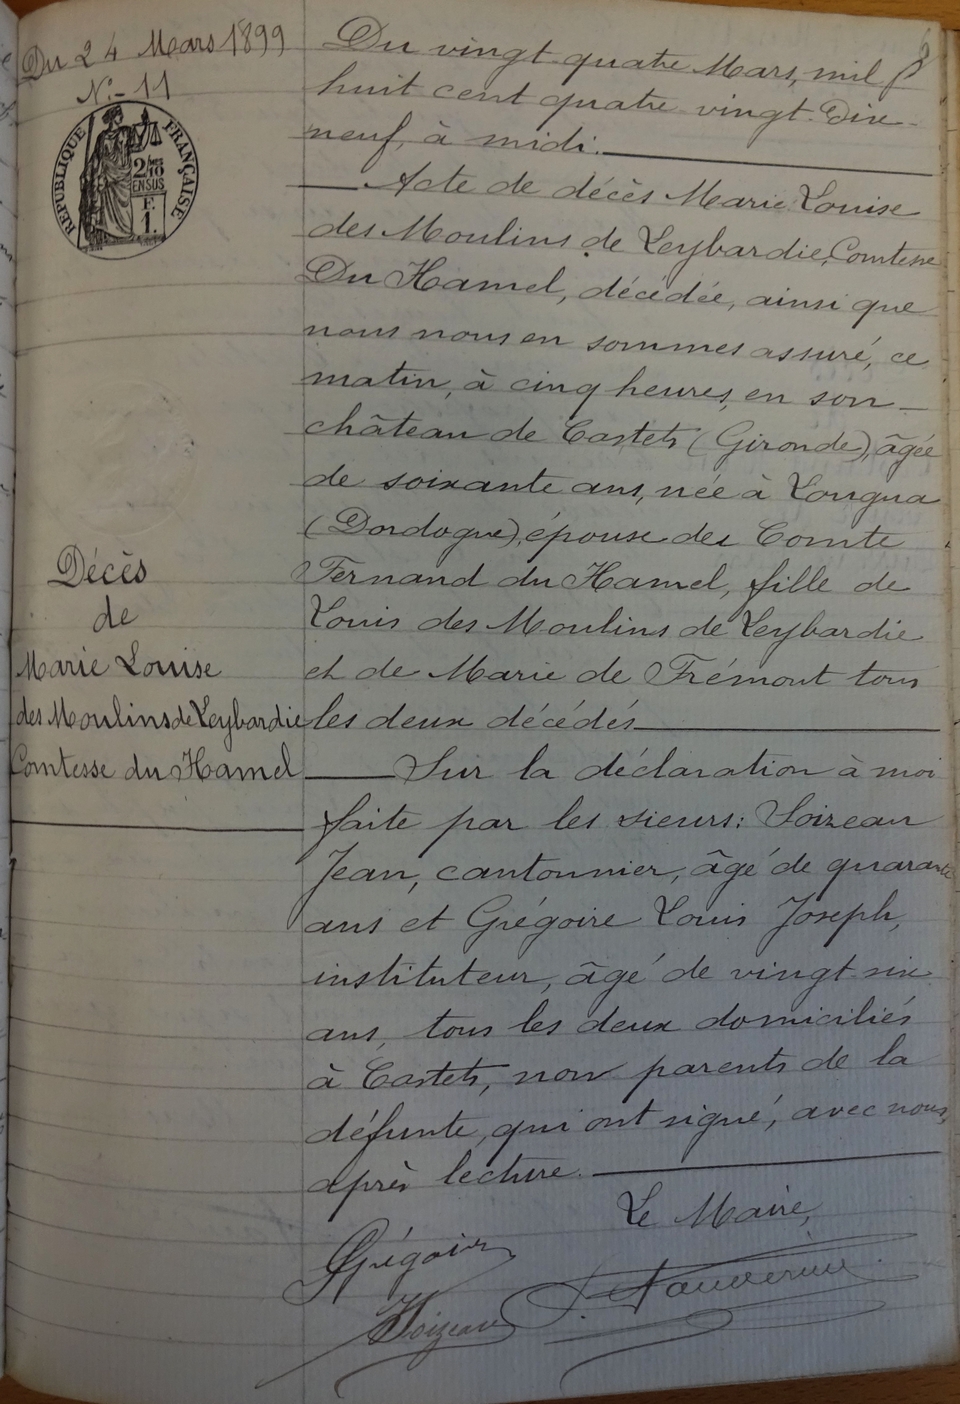 Du 24 Mars 1899
N:- 11
RÉPUBLIQUE FRANÇAISE
2/10
EN SUS
F.
1.
Décès
de
Marie Louise
des Moulins de Leybardie
Comtesse du Hamel
Du vingt-quatre Mars, mil
huit cent quatre vingt. Dix-
neuf, à midi.
Acte de décès Marie Louise
des Moulins de Leybardie, Comtesse
Du Hamel, décédée, ainsi que
nous nous en sommes assuré, ce
matin, à cinq heures, en son
château de Castets (Gironde), âgée
de soixante ans, née à Longua
(Dordogne), épouse des Comte
Fernand du Hamel, fille de
Louis des Moulins de Leybardie
et de Marie de Frémont tous
les deux décédés
Sur la déclaration à moi
faite par les sieurs: Soizeau
Jean, cantonnier, âgé de quarante
ans et Grégoire Louis Joseph,
instituteur, âgé de vingt-six
ans, tous les deux domiciliés
à Castets, non parents de la
défunte, qui ont signé, avec nous,
après lecture.
Le Maire,
Grégoire
Soizeau